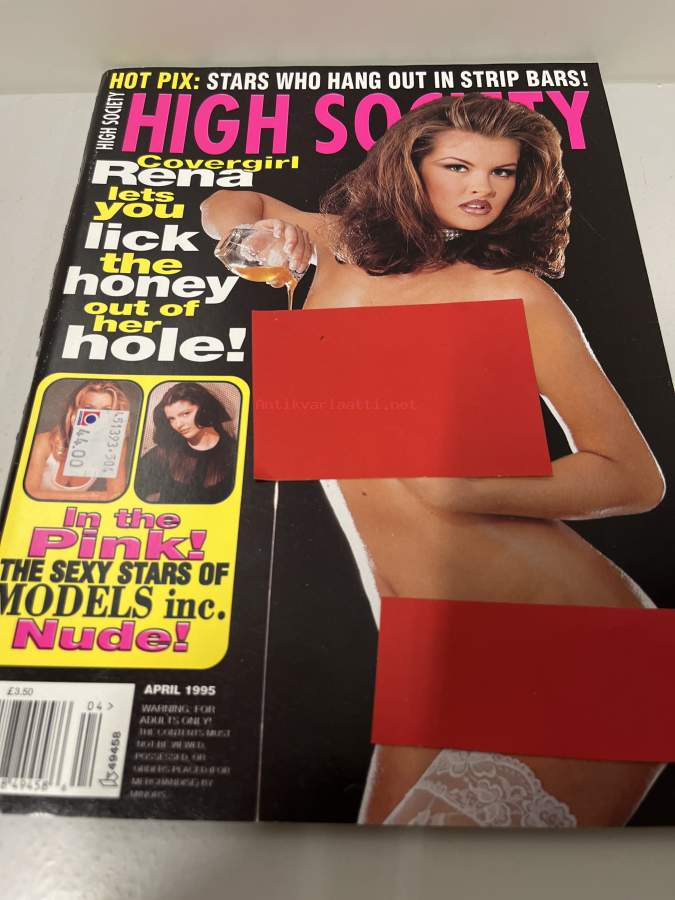 HOT PIX: STARS WHO HANG OUT IN STRIP BARS!
HIGH SOCIETY
HIGH SOCIETY
Covergirl
Rena
lets
you
lick
the
honey
out of
her
hole!
Antikvariaatti.net
44.00
In the
Pink!
THE SEXY STARS OF
MODELS inc.
Nude!
£3.50
04>
49458
APRIL 1995
WARNING: FOR
ADULTS ONLY!
THE CONTENTS MUST
NOT BE VIEWED,
POSSESSED, OR
ORDERS PLACED (FOR
MERCHANDISE) BY
MINORS.